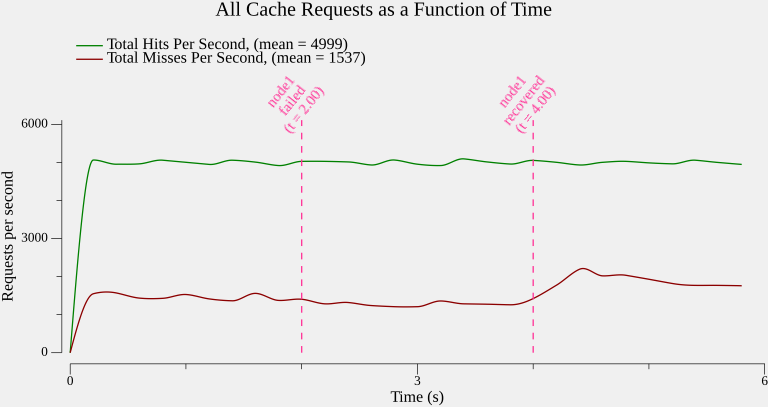 All Cache Requests as a Function of Time
Total Hits Per Second, (mean = 4999)
Total Misses Per Second, (mean = 1537)
node1
failed
(t = 2.00)
node1
recovered
(t = 4.00)
6000
3000
0
Requests per second
0
3
6
Time (s)